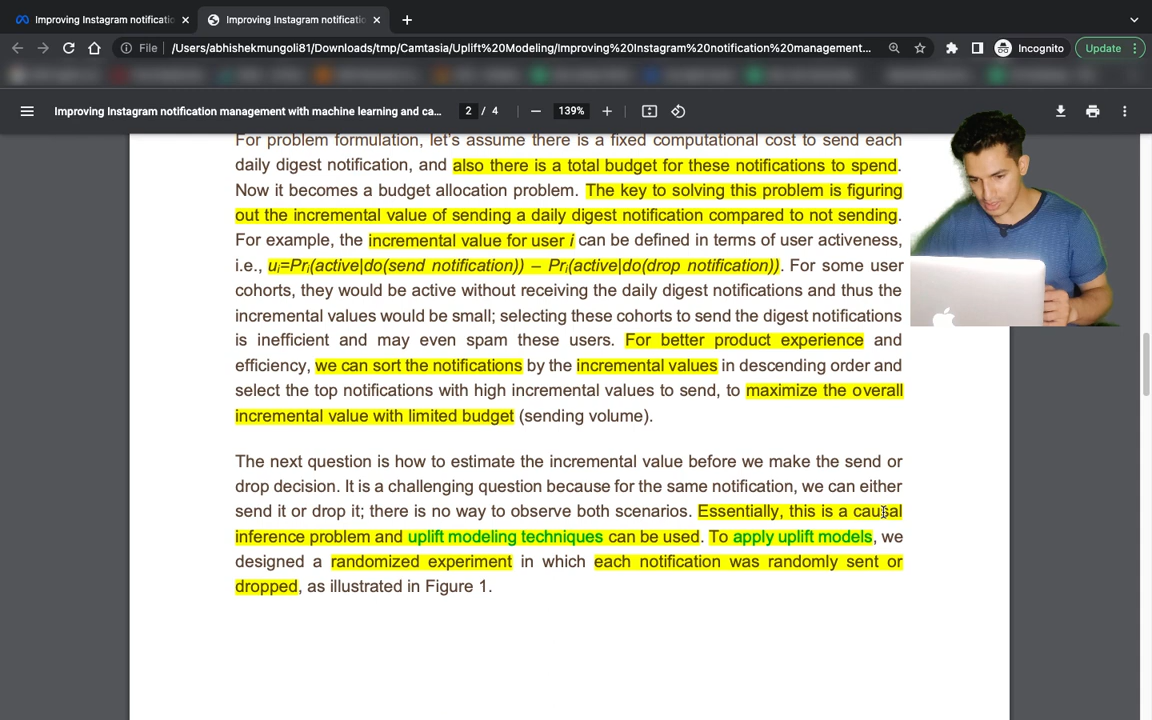 Improving Instagram notificatio
Improving Instagram notificatio
File /Users/abhishekmungoli81/Downloads/tmp/Camtasia/Uplift%20Modeling/Improving%20Instagram%20notification%20management... Incognito Update
Improving Instagram notification management with machine learning and ca... 2 / 4 139%
For problem formulation, let's assume there is a fixed computational cost to send each
daily digest notification, and also there is a total budget for these notifications to spend.
Now it becomes a budget allocation problem. The key to solving this problem is figuring
out the incremental value of sending a daily digest notification compared to not sending.
For example, the incremental value for user i can be defined in terms of user activeness,
i.e., uᵢ=Prᵢ(active|do(send notification)) – Prᵢ(active|do(drop notification)). For some user
cohorts, they would be active without receiving the daily digest notifications and thus the
incremental values would be small; selecting these cohorts to send the digest notifications
is inefficient and may even spam these users. For better product experience and
efficiency, we can sort the notifications by the incremental values in descending order and
select the top notifications with high incremental values to send, to maximize the overall
incremental value with limited budget (sending volume).
The next question is how to estimate the incremental value before we make the send or
drop decision. It is a challenging question because for the same notification, we can either
send it or drop it; there is no way to observe both scenarios. Essentially, this is a causal
inference problem and uplift modeling techniques can be used. To apply uplift models, we
designed a randomized experiment in which each notification was randomly sent or
dropped, as illustrated in Figure 1.